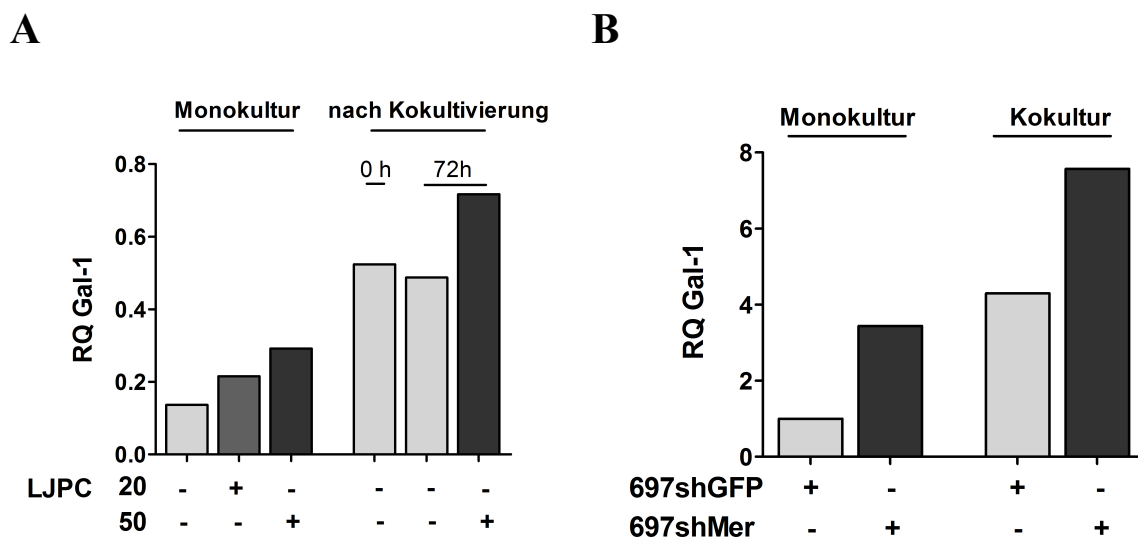 A
Monokultur nach Kokultivierung
0 h 72h
0.8
0.6
0.4
0.2
0.0
RQ Gal-1
LJPC 20 - + - - - -
50 - - + - - +
B
Monokultur Kokultur
8
6
4
2
0
RQ Gal-1
697shGFP + - + -
697shMer - + - +